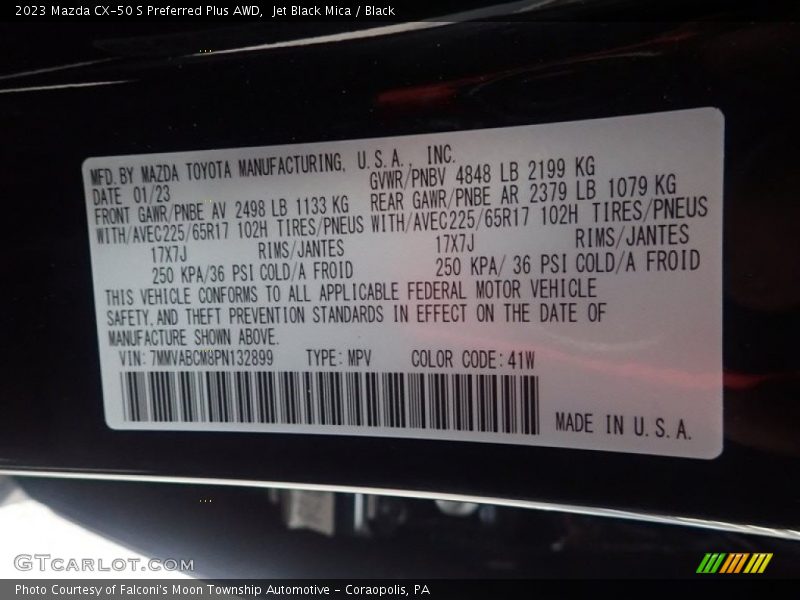 2023 Mazda CX-50 S Preferred Plus AWD, Jet Black Mica / Black
MFD. BY MAZDA TOYOTA MANUFACTURING, U.S.A., INC.
DATE 01/23 GVWR/PNBV 4848 LB 2199 KG
FRONT GAWR/PNBE AV 2498 LB 1133 KG REAR GAWR/PNBE AR 2379 LB 1079 KG
WITH/AVEC225/65R17 102H TIRES/PNEUS WITH/AVEC225/65R17 102H TIRES/PNEUS
17X7J RIMS/JANTES 17X7J RIMS/JANTES
250 KPA/36 PSI COLD/A FROID 250 KPA/ 36 PSI COLD/A FROID
THIS VEHICLE CONFORMS TO ALL APPLICABLE FEDERAL MOTOR VEHICLE
SAFETY, AND THEFT PREVENTION STANDARDS IN EFFECT ON THE DATE OF
MANUFACTURE SHOWN ABOVE.
VIN: 7MMVABCM8PN132899 TYPE: MPV COLOR CODE: 41W
MADE IN U.S.A.
GTCarLot.com
Photo Courtesy of Falconi's Moon Township Automotive - Coraopolis, PA